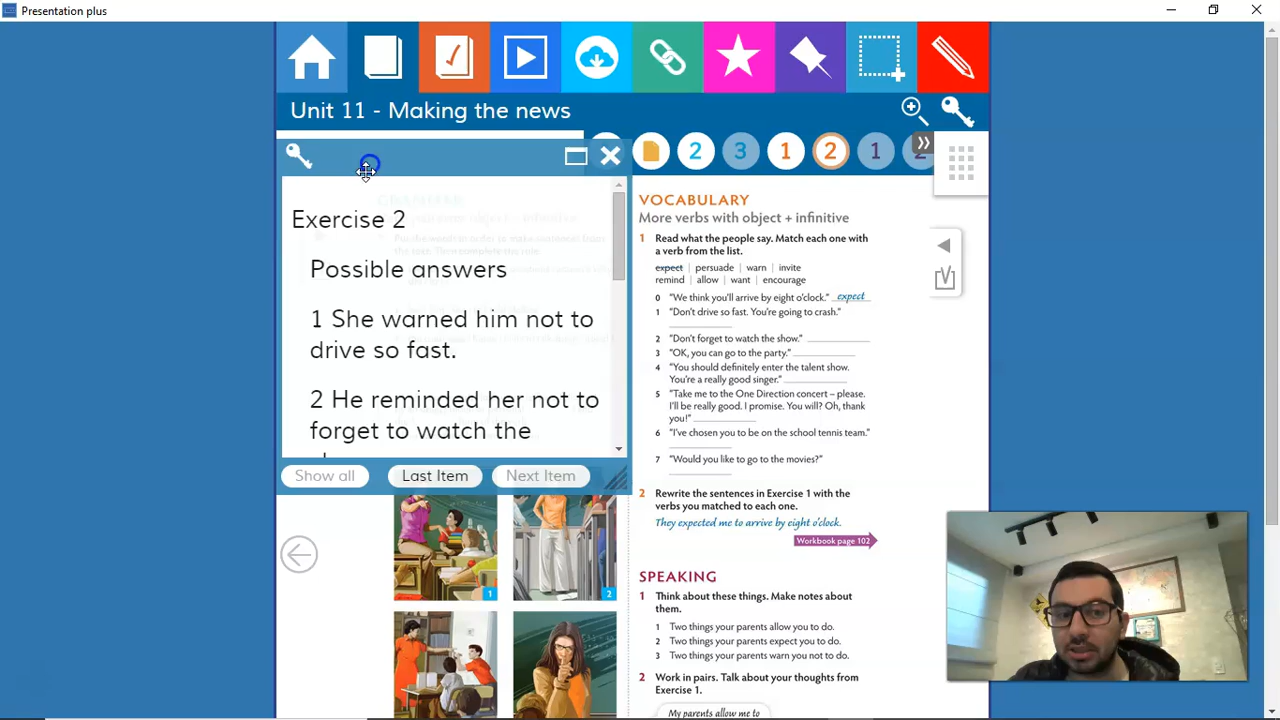 Presentation plus
Unit 11 - Making the news
2
3
1
2
1
2
»
Exercise 2
Possible answers
1 She warned him not to
drive so fast.
2 He reminded her not to
forget to watch the
Show all
Last Item
Next Item
1
2
VOCABULARY
More verbs with object + infinitive
1 Read what the people say. Match each one with
a verb from the list.
expect | persuade | warn | invite
remind | allow | want | encourage
0 "We think you'll arrive by eight o'clock." expect
1 "Don't drive so fast. You're going to crash."
2 "Don't forget to watch the show."
3 "OK, you can go to the party."
4 "You should definitely enter the talent show.
You're a really good singer."
5 "Take me to the One Direction concert – please.
I'll be really good. I promise. You will? Oh, thank
you!"
6 "I've chosen you to be on the school tennis team."
7 "Would you like to go to the movies?"
2 Rewrite the sentences in Exercise 1 with the
verbs you matched to each one.
They expected me to arrive by eight o'clock.
Workbook page 102
SPEAKING
1 Think about these things. Make notes about
them.
1 Two things your parents allow you to do.
2 Two things your parents expect you to do.
3 Two things your parents warn you not to do.
2 Work in pairs. Talk about your thoughts from
Exercise 1.
My parents allow me to